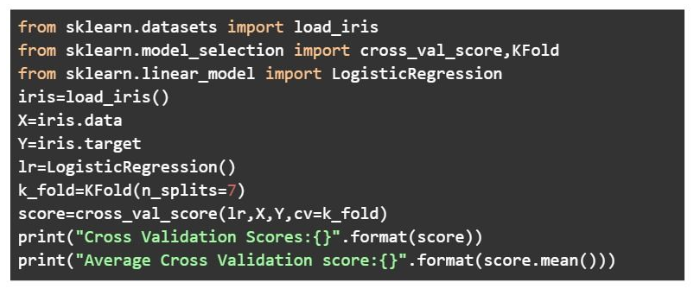 from sklearn.datasets import load_iris
from sklearn.model_selection import cross_val_score,KFold
from sklearn.linear_model import LogisticRegression
iris=load_iris()
X=iris.data
Y=iris.target
lr=LogisticRegression()
k_fold=KFold(n_splits=7)
score=cross_val_score(lr,X,Y,cv=k_fold)
print("Cross Validation Scores:{}".format(score))
print("Average Cross Validation score:{}".format(score.mean()))